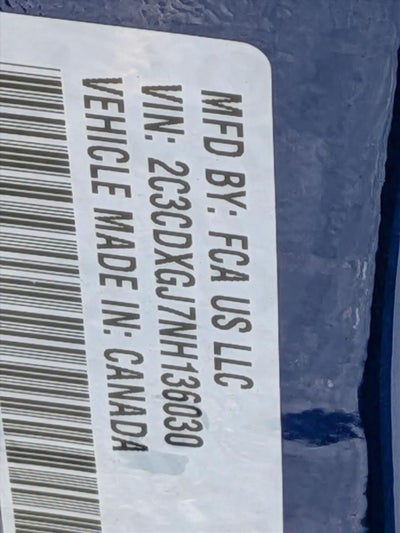 MFD BY: FCA US LLC
VIN: 2C3CDXGJ7NH136030
VEHICLE MADE IN: CANADA